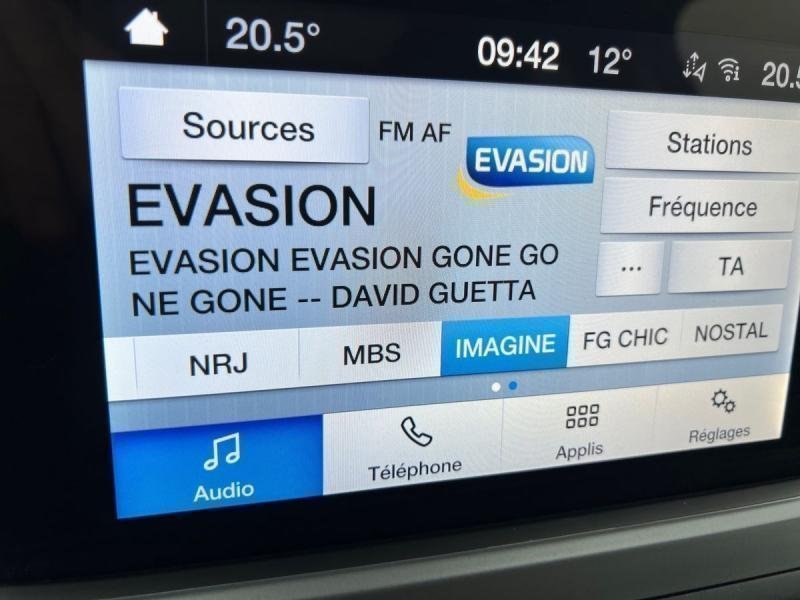 20.5° 09:42 12° 20.5
Sources FM AF EVASION Stations
EVASION Fréquence
EVASION EVASION GONE GO ... TA
NE GONE -- DAVID GUETTA
NRJ MBS IMAGINE FG CHIC NOSTAL
Audio Téléphone Applis Réglages